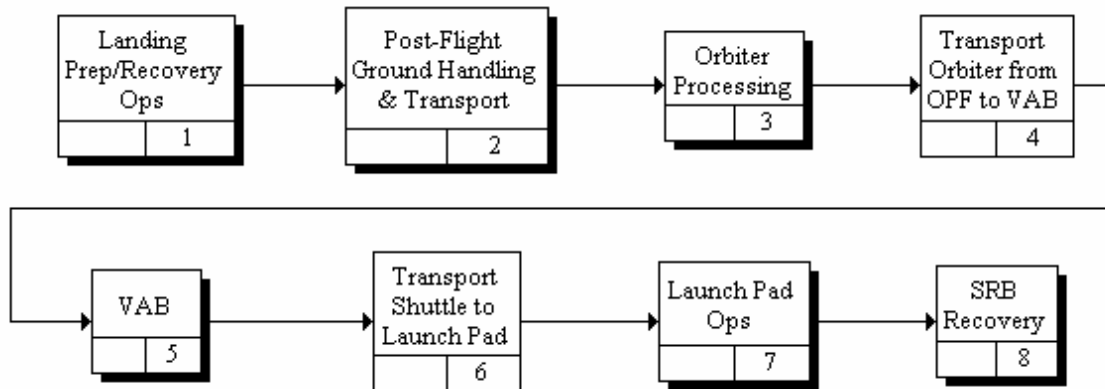 Landing
Prep/Recovery
Ops
1
Post-Flight
Ground Handling
& Transport
2
Orbiter
Processing
3
Transport
Orbiter from
OPF to VAB
4
VAB
5
Transport
Shuttle to
Launch Pad
6
Launch Pad
Ops
7
SRB
Recovery
8